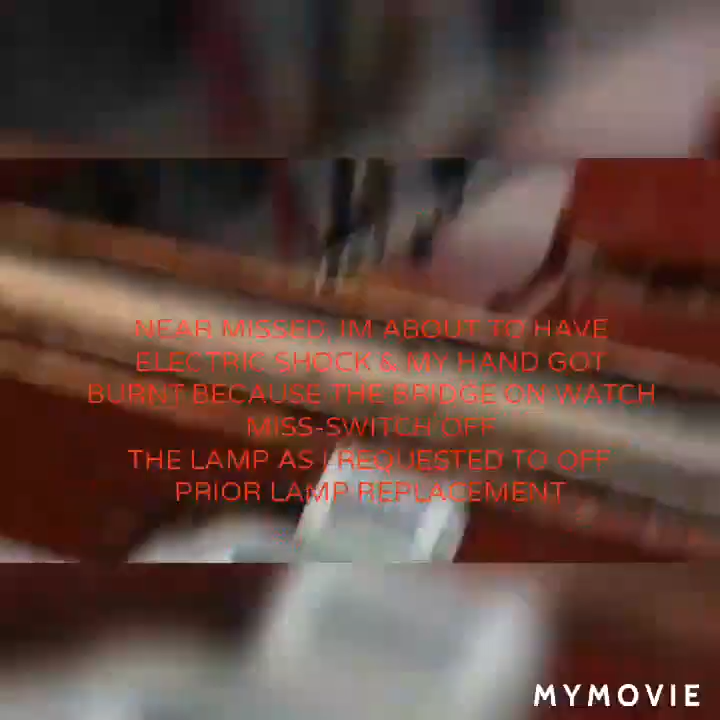 NEAR MISSED, IM ABOUT TO HAVE
ELECTRIC SHOCK & MY HAND GOT
BURNT BECAUSE THE BRIDGE ON WATCH
MISS-SWITCH OFF
THE LAMP AS I REQUESTED TO OFF
PRIOR LAMP REPLACEMENT
MYMOVIE